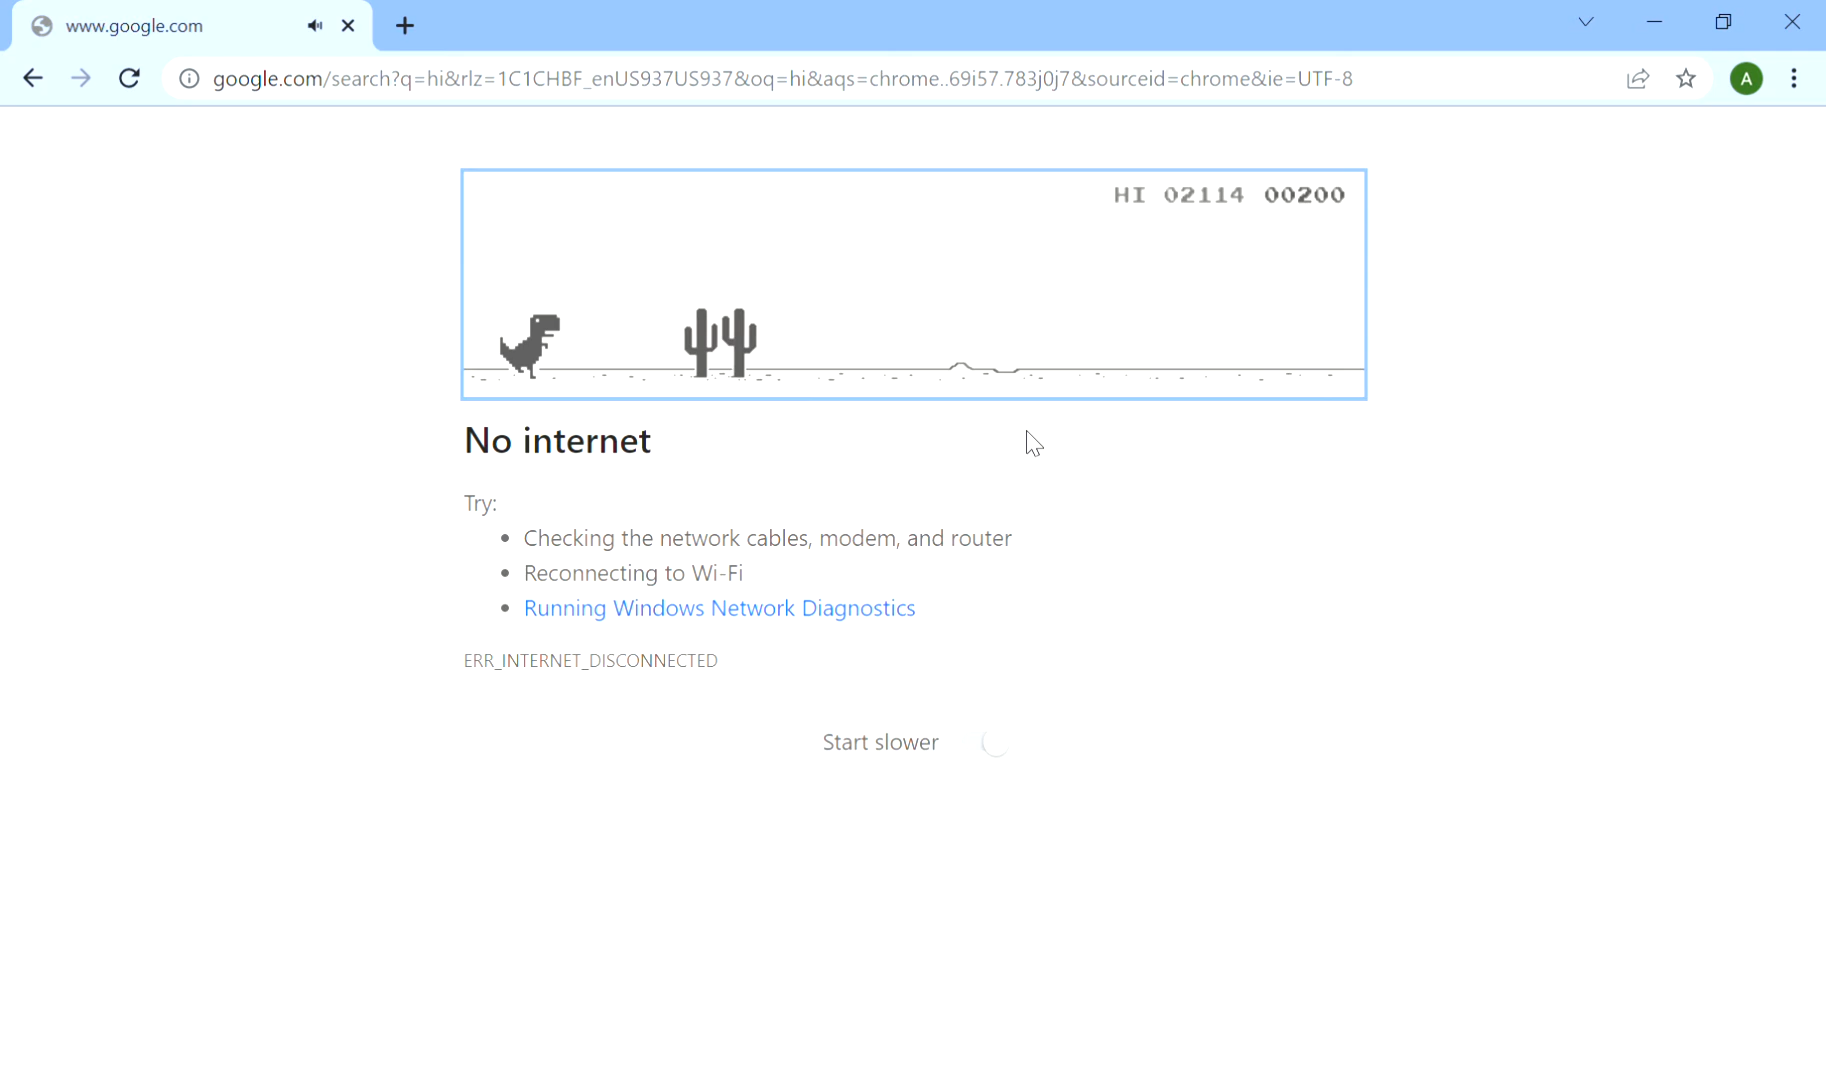 www.google.com
google.com/search?q=hi&rlz=1C1CHBF_enUS937US937&oq=hi&aqs=chrome..69i57.783j0j7&sourceid=chrome&ie=UTF-8
A
HI 02114 00200
No internet
Try:
Checking the network cables, modem, and router
Reconnecting to Wi-Fi
Running Windows Network Diagnostics
ERR_INTERNET_DISCONNECTED
Start slower